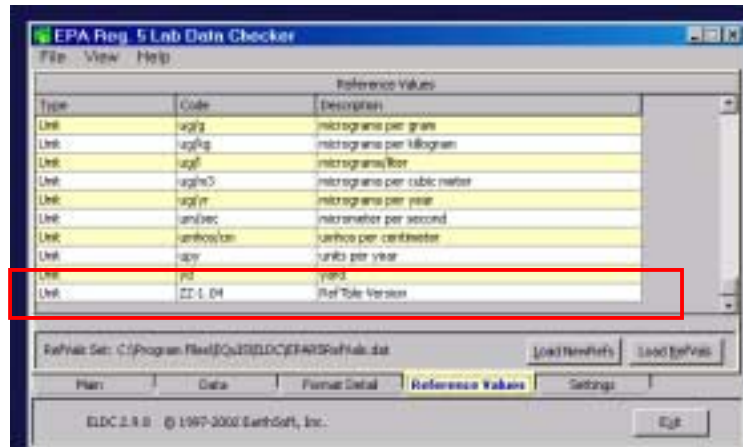 EPA Reg. 5 Lab Data Checker
File View Help
Reference Values
Type Code Description
Unit ug/g micrograms per gram
Unit ug/kg micrograms per killogram
Unit ug/l micrograms/liter
Unit ug/m3 micrograms per cubic meter
Unit ug/yr micrograms per year
Unit um/sec micrometer per second
Unit umhos/cm umhos per centimeter
Unit upy units per year
Unit yd yard
Unit ZZ-1.04 RefTble Version
RefVals Set: C:\Program Files\EQuIS\ELDC\EPAR5RefVals.dat Load NewRefs Load RefVals
Main Data Format Detail Reference Values Settings
ELDC 2.9.0 © 1997-2002 EarthSoft, Inc. Exit